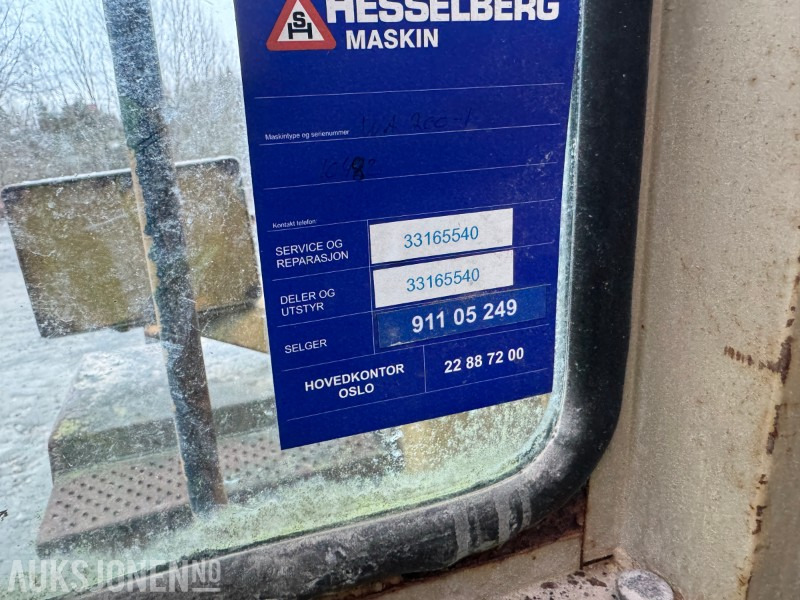 SH
HESSELBERG
MASKIN
Maskintype og serienummer
Kontakt telefon:
SERVICE OG
REPARASJON
33165540
DELER OG
UTSTYR
33165540
SELGER
911 05 249
HOVEDKONTOR
OSLO
22 88 72 00
AUKSJONEN.NO